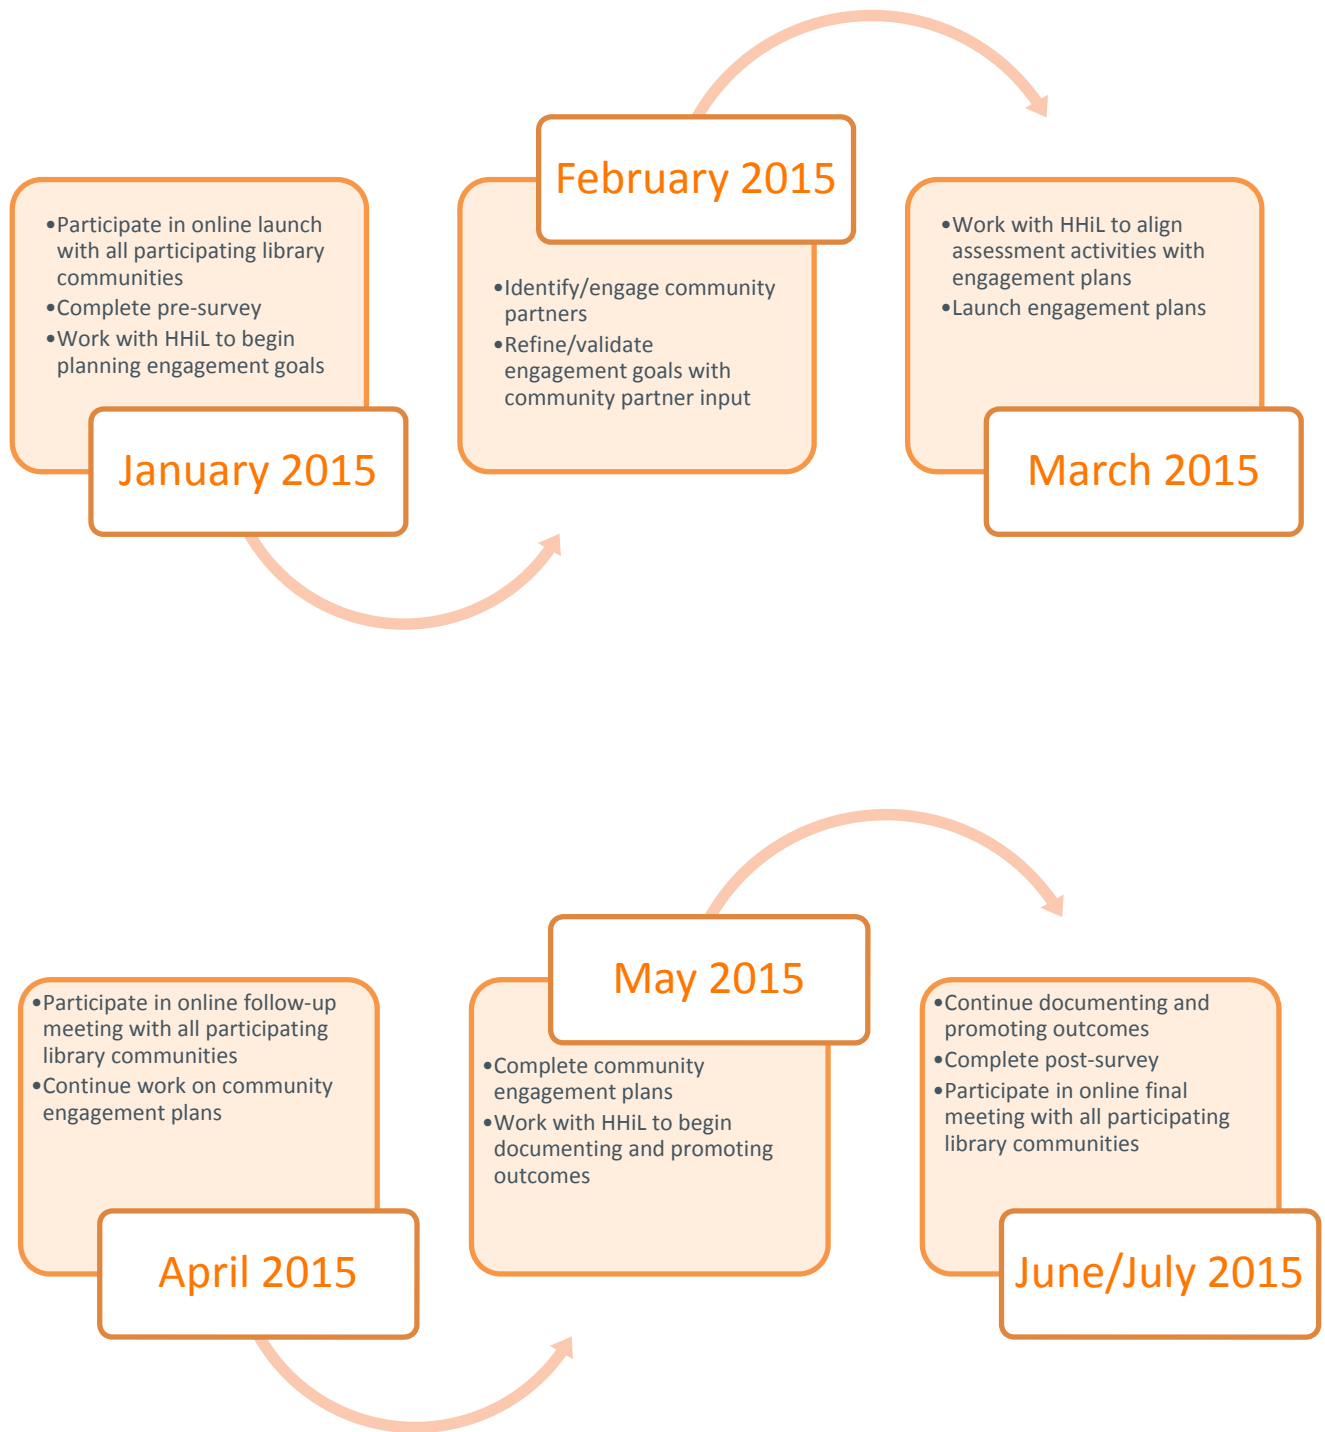 •Participate in online launch
with all participating library
communities
•Complete pre-survey
•Work with HHiL to begin
planning engagement goals
January 2015
February 2015
•Identify/engage community
partners
•Refine/validate
engagement goals with
community partner input
•Work with HHiL to align
assessment activities with
engagement plans
•Launch engagement plans
March 2015
•Participate in online follow-up
meeting with all participating
library communities
•Continue work on community
engagement plans
April 2015
May 2015
•Complete community
engagement plans
•Work with HHiL to begin
documenting and promoting
outcomes
•Continue documenting and
promoting outcomes
•Complete post-survey
•Participate in online final
meeting with all participating
library communities
June/July 2015